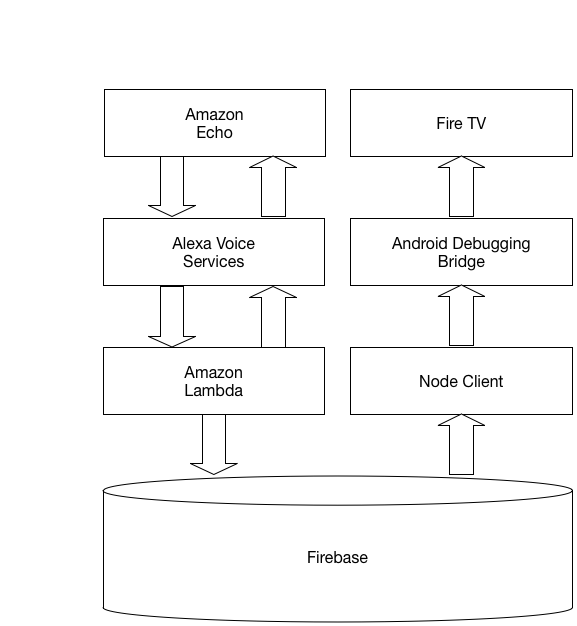 Amazon
Echo
Fire TV
Alexa Voice
Services
Android Debugging
Bridge
Amazon
Lambda
Node Client
Firebase